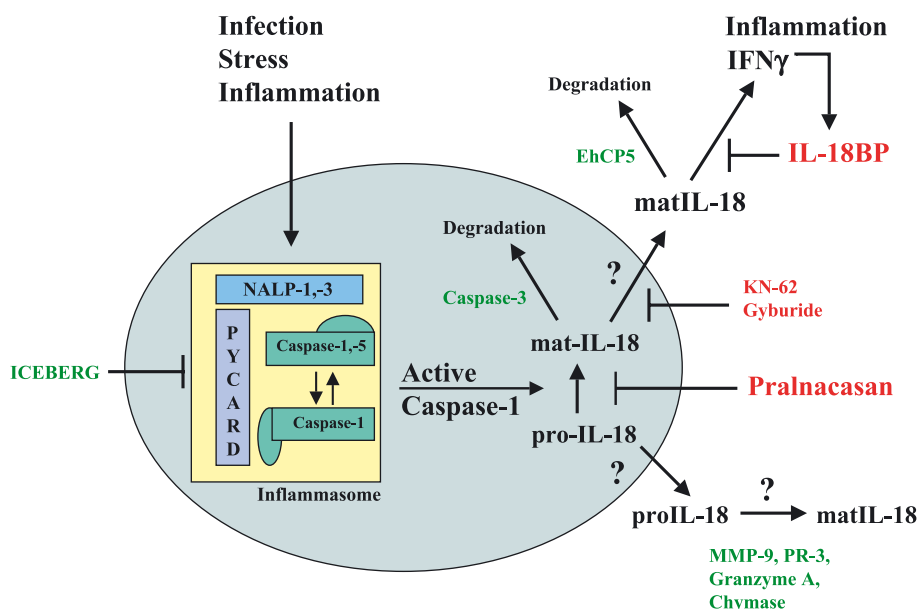 Infection
Stress
Inflammation
Inflammation
IFNγ
Degradation
EhCP5
IL-18BP
matIL-18
Degradation
?
NALP-1,-3
Caspase-3
KN-62
Gyburide
P
Y
C
A
R
D
Caspase-1,-5
mat-IL-18
ICEBERG
Active
Caspase-1
Pralnacasan
Caspase-1
pro-IL-18
Inflammasome
?
?
proIL-18
matIL-18
MMP-9, PR-3,
Granzyme A,
Chymase